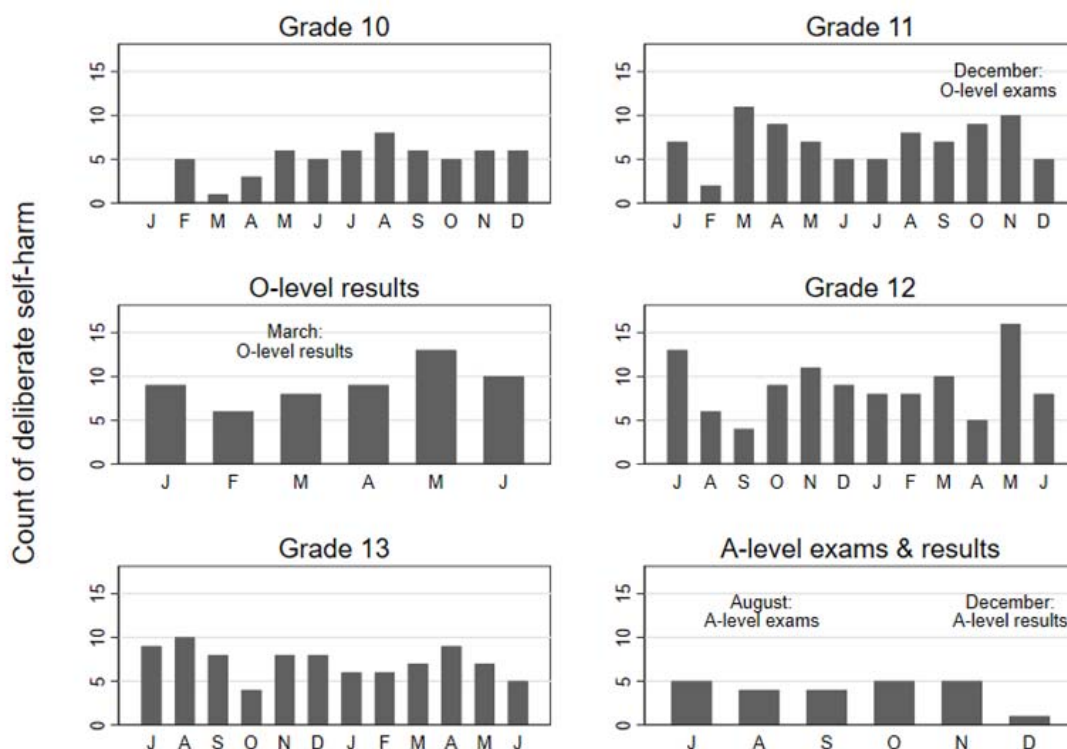 Count of deliberate self-harm
Grade 10
15
10
5
0
J F M A M J J A S O N D
Grade 11
15
10
5
0
December:
O-level exams
J F M A M J J A S O N D
O-level results
15
10
5
0
March:
O-level results
J F M A M J
Grade 12
15
10
5
0
J A S O N D J F M A M J
Grade 13
15
10
5
0
J A S O N D J F M A M J
A-level exams & results
15
10
5
0
August:
A-level exams
December:
A-level results
J A S O N D